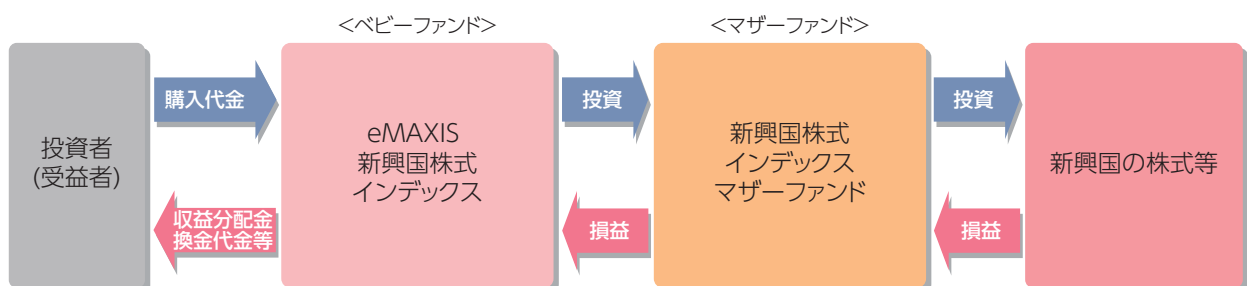 <ベビーファンド>
<マザーファンド>
投資者
(受益者)
購入代金
収益分配金
換金代金等
eMAXIS
新興国株式
インデックス
投資
損益
新興国株式
インデックス
マザーファンド
投資
損益
新興国の株式等